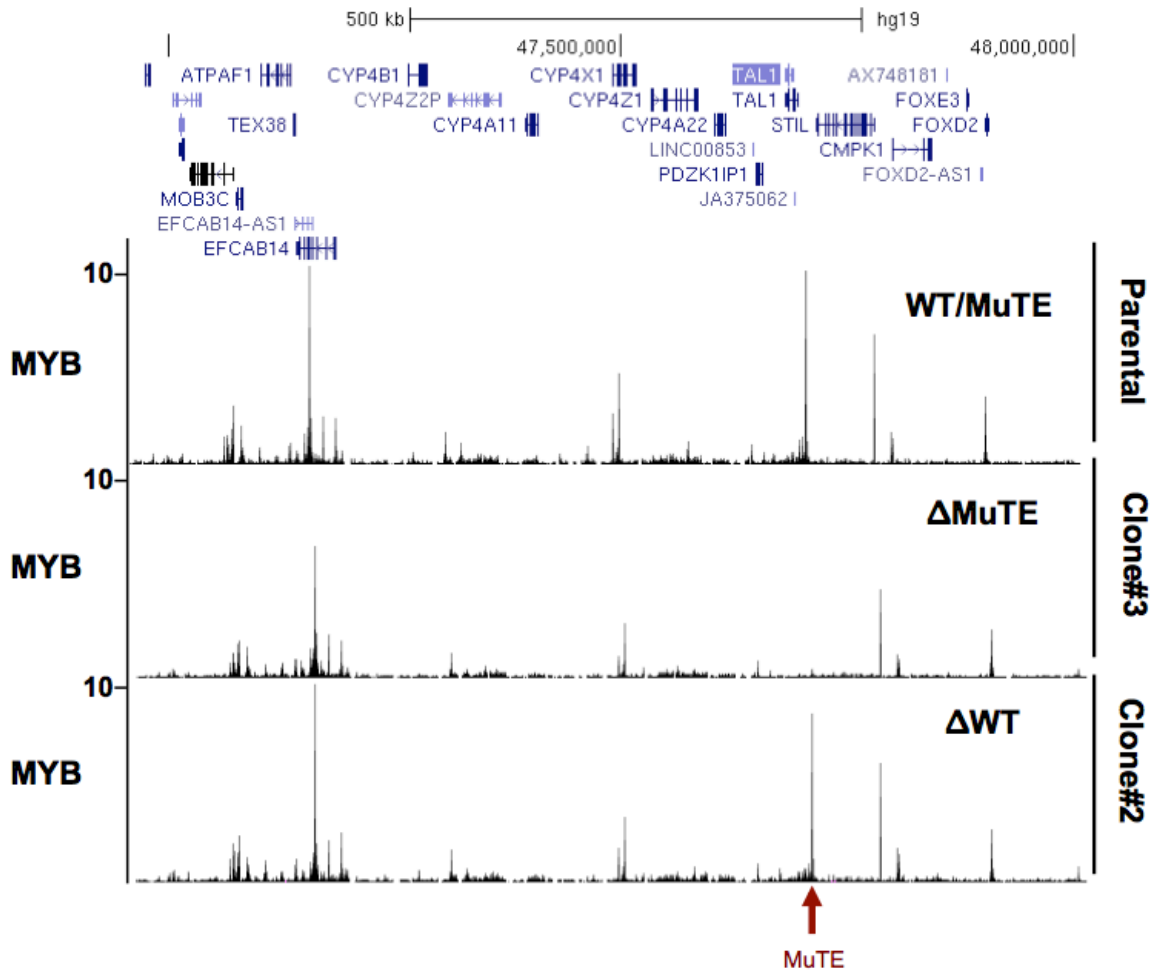 500 kb hg19
47,500,000 48,000,000
ATPAF1 CYP4B1 CYP4X1 TAL1 AX748181
CYP4Z2P CYP4Z1 TAL1 FOXE3
TEX38 CYP4A11 CYP4A22 STIL FOXD2
LINC00853 CMPK1
PDZK1IP1 FOXD2-AS1
MOB3C JA375062
EFCAB14-AS1
EFCAB14
10
WT/MuTE
Parental
MYB
10
ΔMuTE
Clone#3
MYB
10
ΔWT
Clone#2
MYB
MuTE